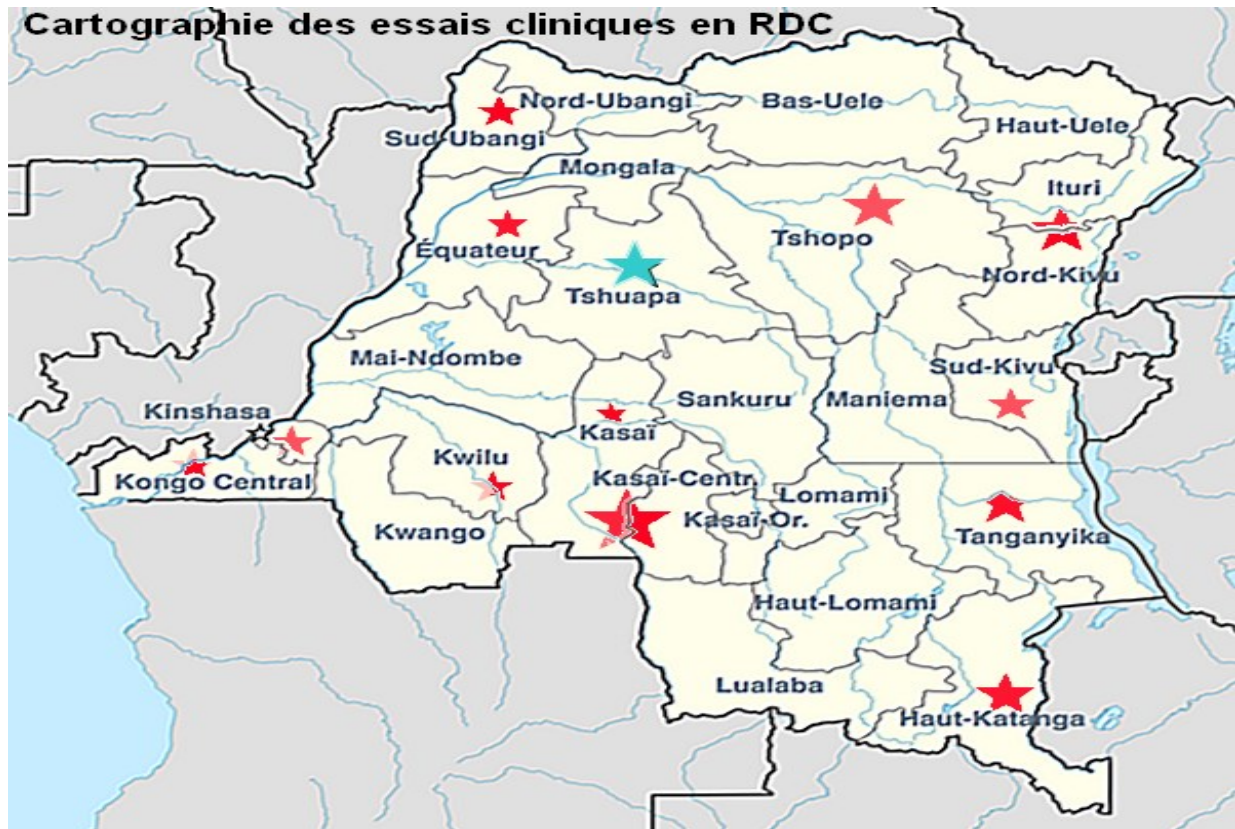 Cartographie des essais cliniques en RDC
Nord-Ubangi
Bas-Uele
Sud-Ubangi
Haut-Uele
Mongala
Ituri
Équateur
Tshopo
Nord-Kivu
Tshuapa
Mai-Ndombe
Sud-Kivu
Sankuru
Maniema
Kinshasa
Kasaï
Kwilu
Kasaï-Centr.
Kongo Central
Lomami
Kwango
Kasaï-Or.
Tanganyika
Haut-Lomami
Lualaba
Haut-Katanga